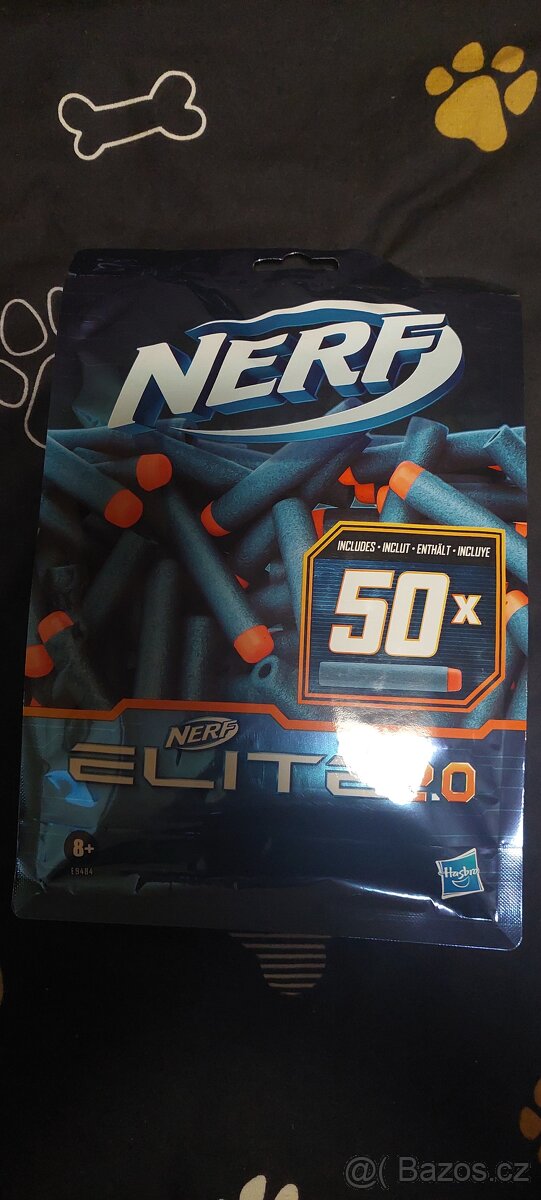 NERF
INCLUDES • INCLUT • ENTHÄLT • INCLUYE
50x
NERF
ELITE 2.0
8+
E9484
Hasbro
@( Bazos.cz